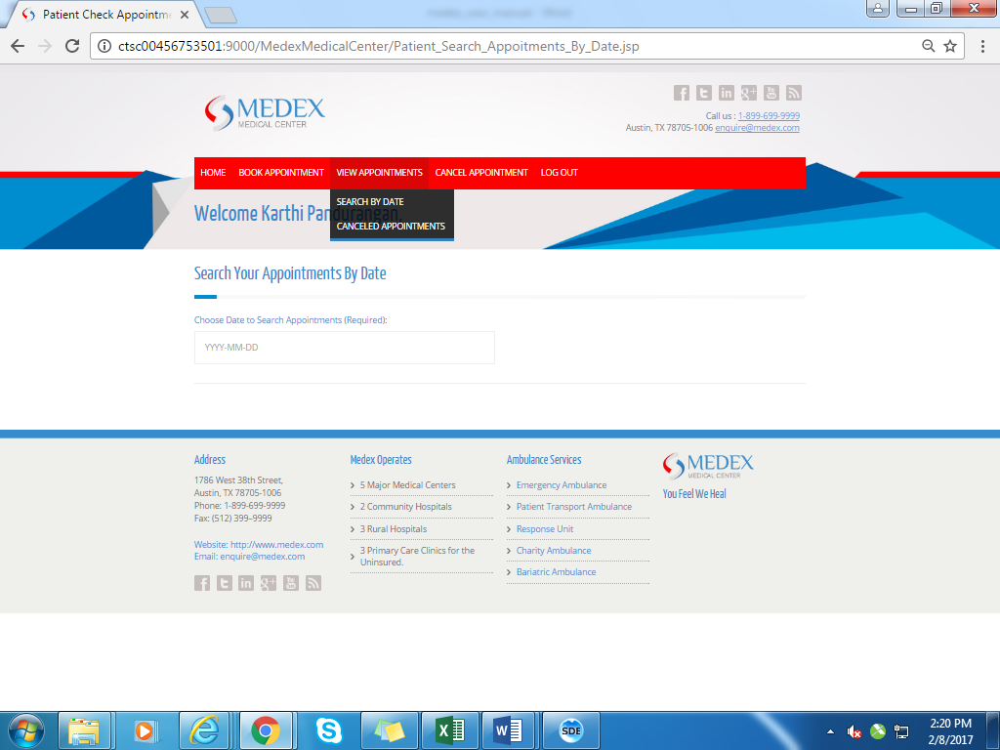 Patient Check Appointme
ctsc00456753501:9000/MedexMedicalCenter/Patient_Search_Appoitments_By_Date.jsp
MEDEX
MEDICAL CENTER
Call us : 1-899-699-9999
Austin, TX 78705-1006 enquire@medex.com
HOME BOOK APPOINTMENT VIEW APPOINTMENTS CANCEL APPOINTMENT LOG OUT
SEARCH BY DATE
Welcome Karthi Pandurangan
CANCELED APPOINTMENTS
Search Your Appointments By Date
Choose Date to Search Appointments (Required):
YYYY-MM-DD
Address
1786 West 38th Street,
Austin, TX 78705-1006
Phone: 1-899-699-9999
Fax: (512) 399–9999
Website: http://www.medex.com
Email: enquire@medex.com
Medex Operates
5 Major Medical Centers
2 Community Hospitals
3 Rural Hospitals
3 Primary Care Clinics for the
Uninsured.
Ambulance Services
Emergency Ambulance
Patient Transport Ambulance
Response Unit
Charity Ambulance
Bariatric Ambulance
MEDEX
MEDICAL CENTER
You Feel We Heal
SDE
2:20 PM
2/8/2017